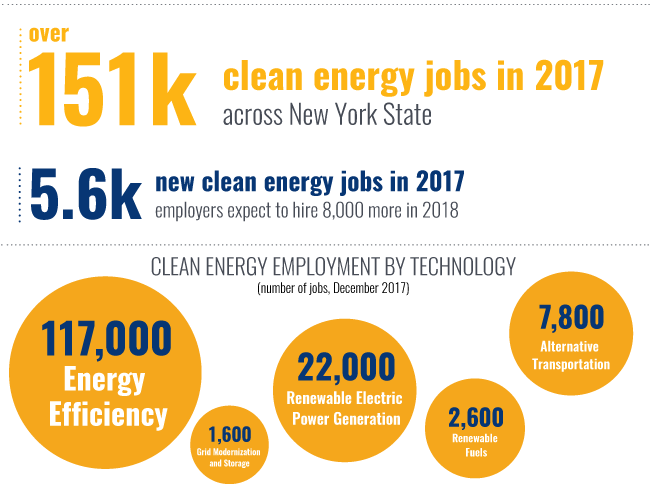 over
151k
clean energy jobs in 2017
across New York State
5.6k
new clean energy jobs in 2017
employers expect to hire 8,000 more in 2018
CLEAN ENERGY EMPLOYMENT BY TECHNOLOGY
(number of jobs, December 2017)
117,000
Energy
Efficiency
1,600
Grid Modernization
and Storage
22,000
Renewable Electric
Power Generation
2,600
Renewable
Fuels
7,800
Alternative
Transportation